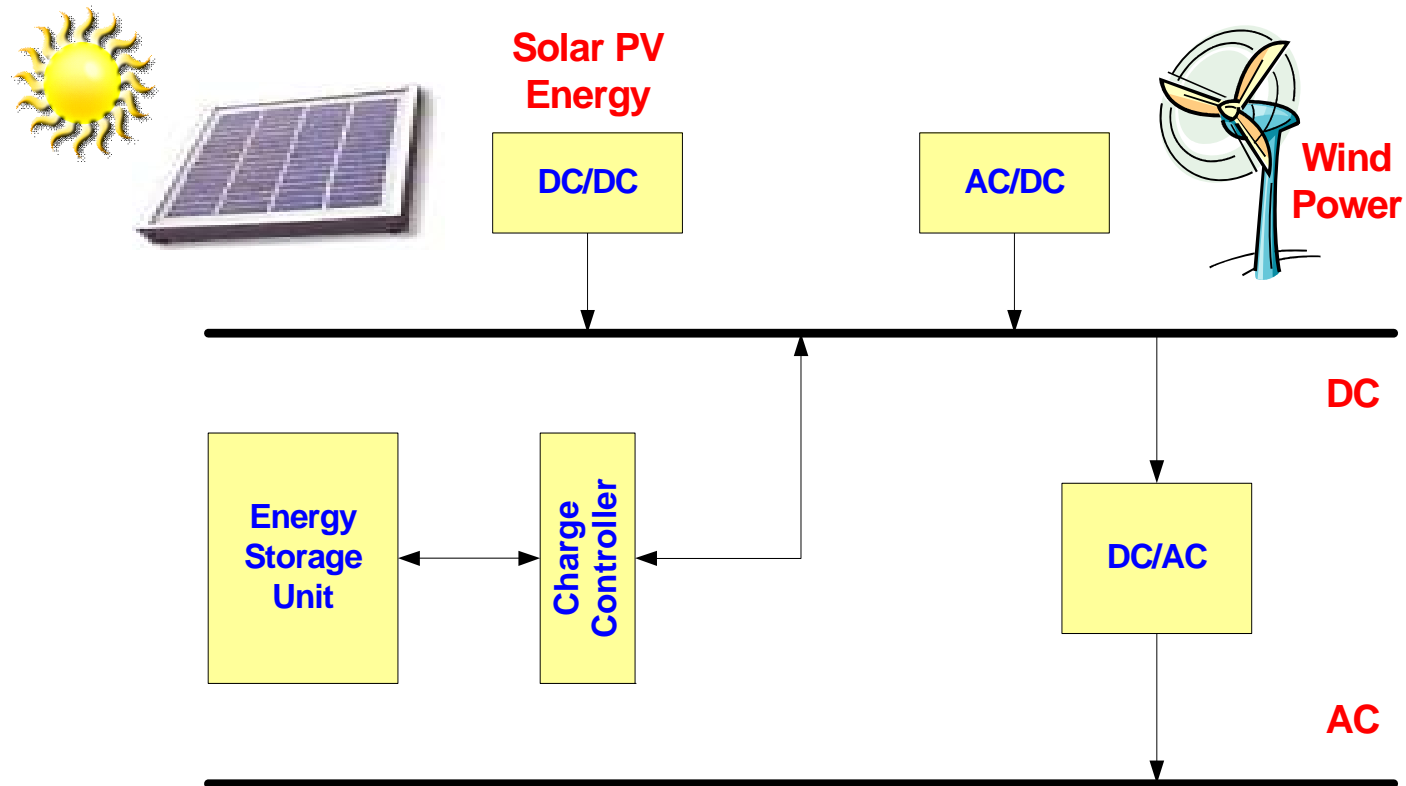 Solar PV
Energy
DC/DC
AC/DC
Wind
Power
DC
Energy
Storage
Unit
Charge
Controller
DC/AC
AC